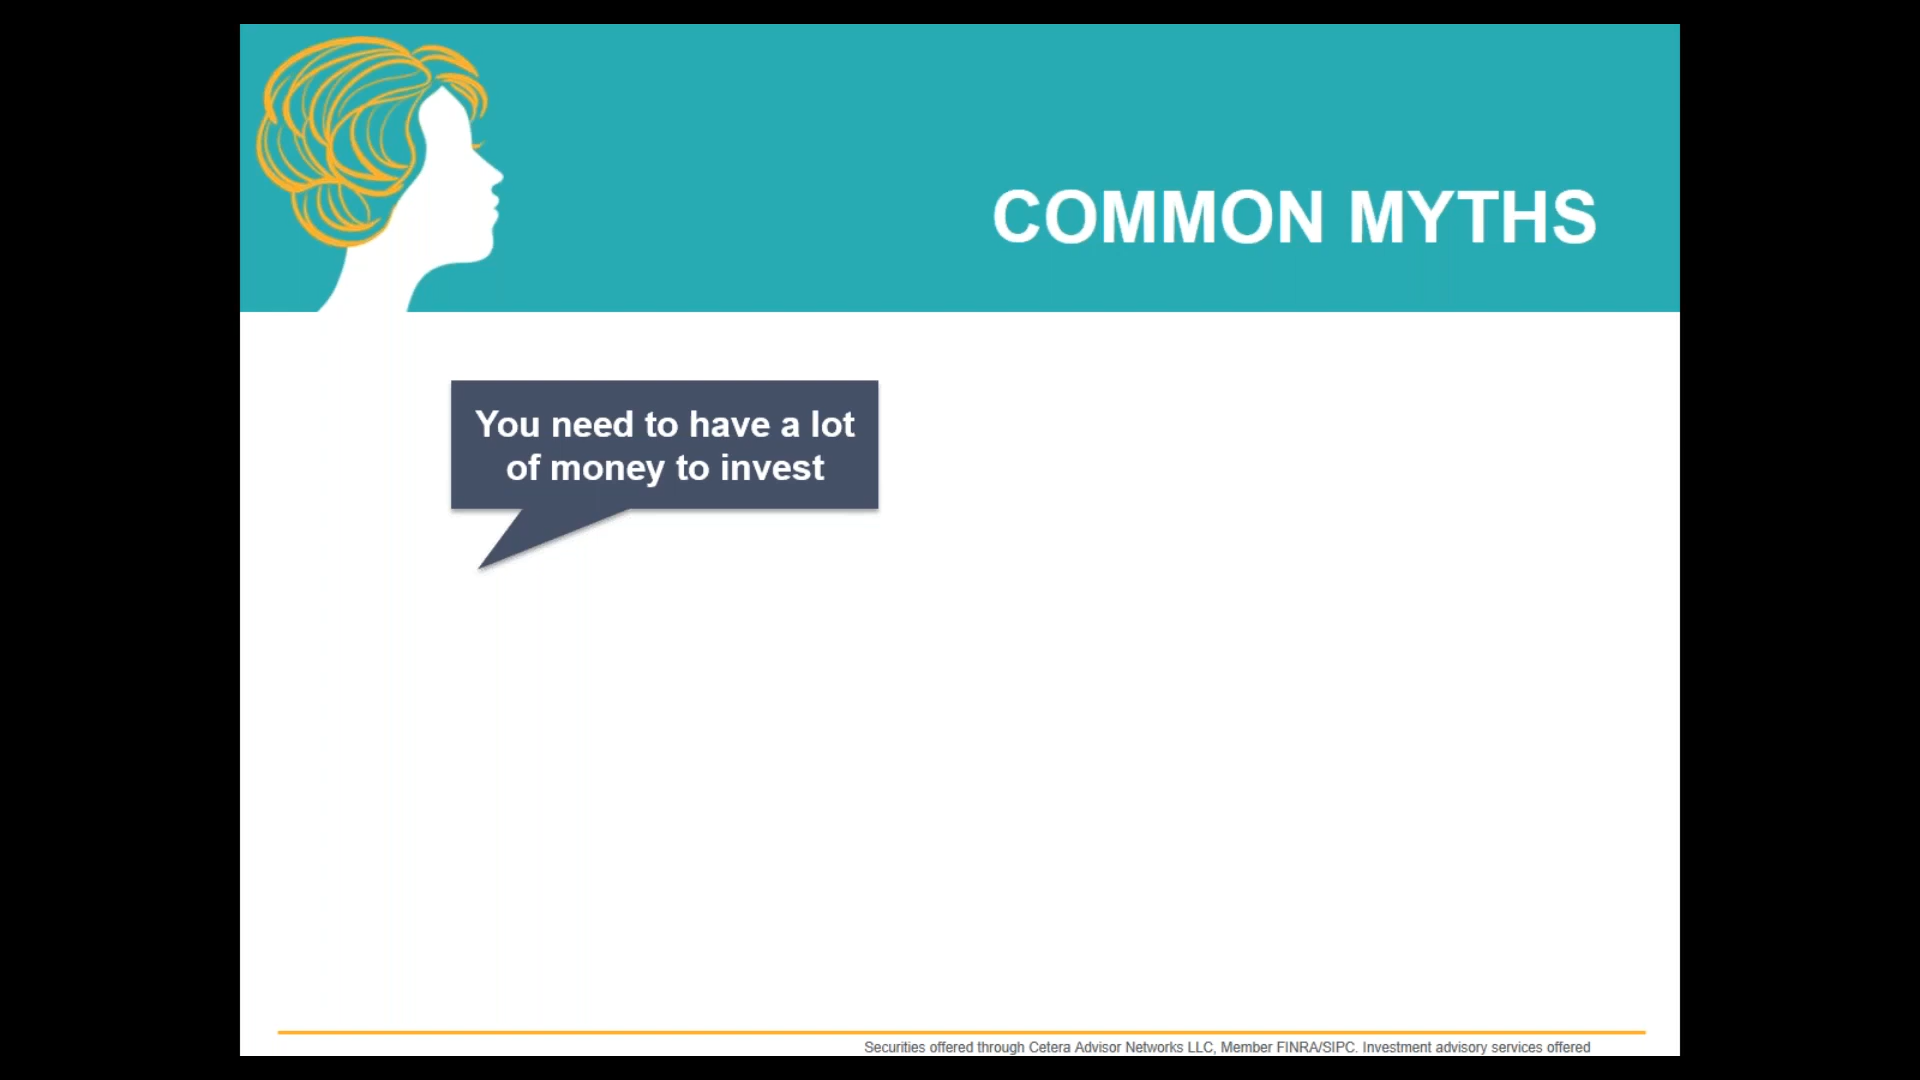 COMMON MYTHS
You need to have a lot
of money to invest
Securities offered through Cetera Advisor Networks LLC, Member FINRA/SIPC. Investment advisory services offered